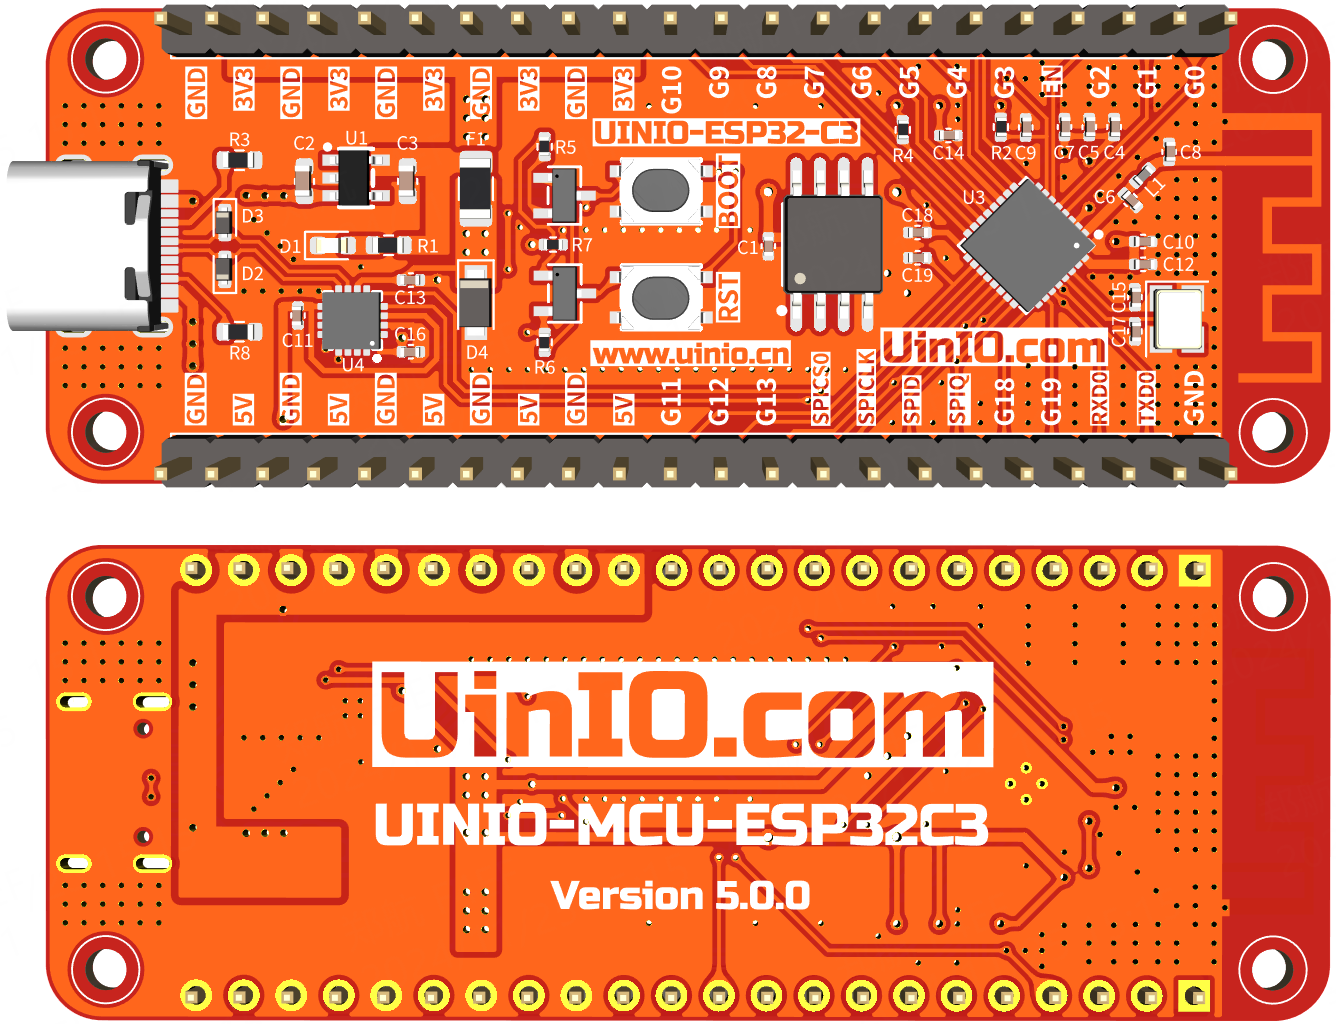 GND 3V3 GND 3V3 GND 3V3 GND 3V3 GND 3V3 G10 G9 G8 G7 G6 G5 G4 G3 EN G2 G1 G0
UINIO-ESP32-C3
R3 C2 U1 C3 F1 R5 R4 C14 R2 C9 C7 C5 C4 C8
BOOT
L1
C6
U3
D3
D1 R1 R7 C1 C18 C10
C19 C12
D2
C13
RST
C15
C11 C16 C17
R8 U4 D4 R6
www.uinio.cn
UinIO.com
GND 5V GND 5V GND 5V GND 5V GND 5V G11 G12 G13 SPICS0 SPICLK SPID SPIQ G18 G19 RXD0 TXD0 GND
UinIO.com
UINIO-MCU-ESP32C3
Version 5.0.0